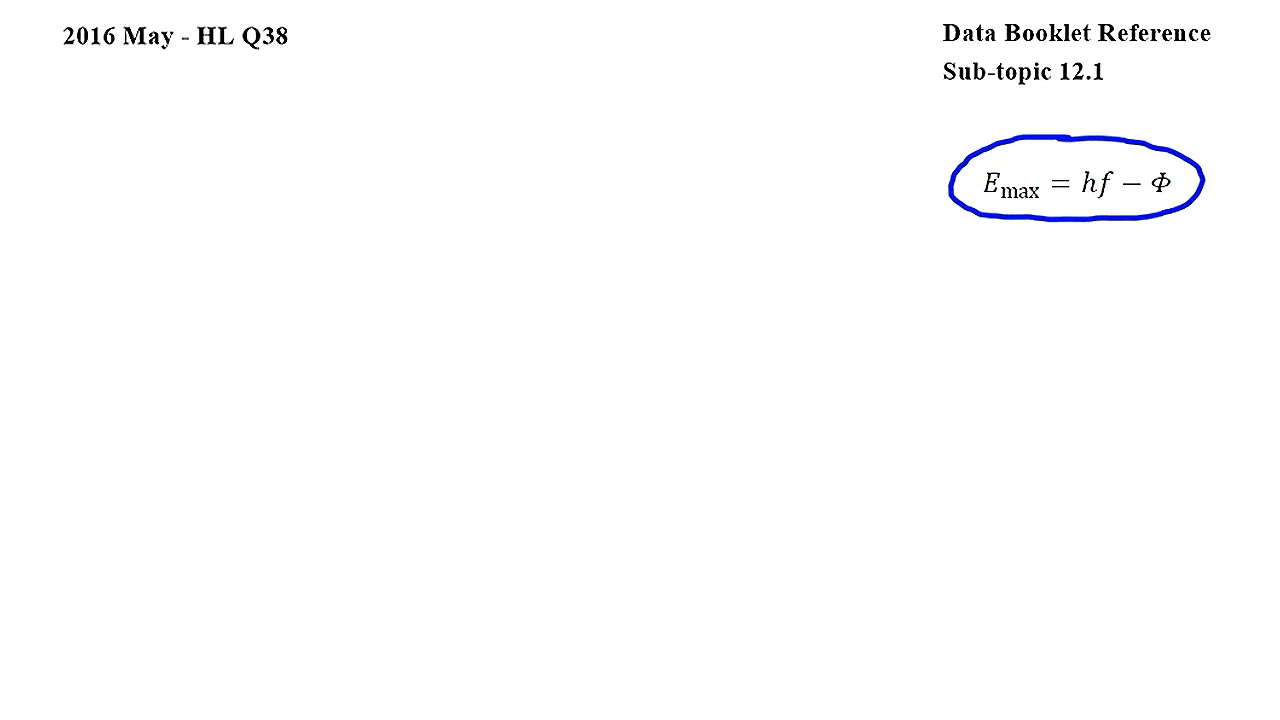 2016 May - HL Q38
Data Booklet Reference
Sub-topic 12.1
E_max = hf − Φ